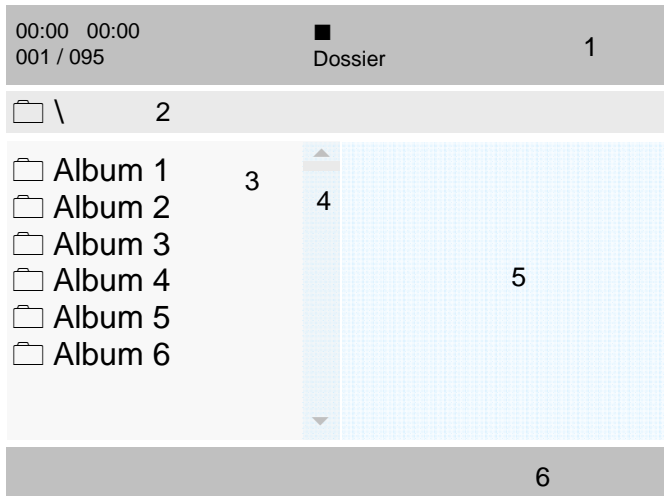 00:00 00:00
001 / 095
■
Dossier
1
\ 2
Album 1
Album 2
Album 3
Album 4
Album 5
Album 6
3
4
5
6